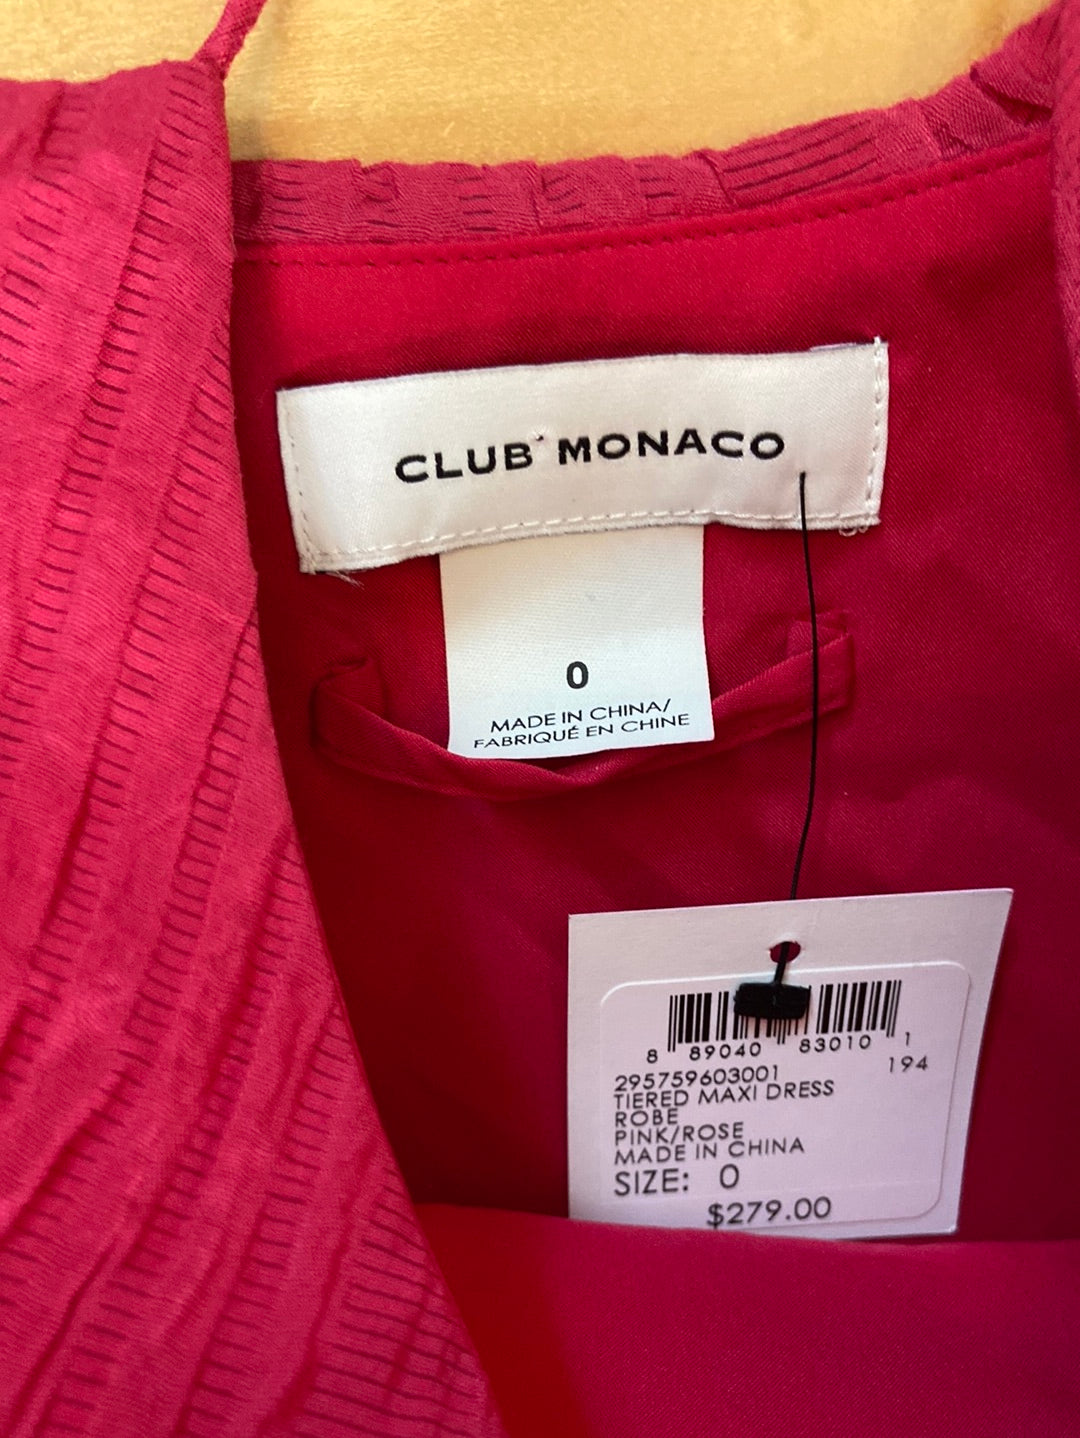 CLUB MONACO
0
MADE IN CHINA/
FABRIQUÉ EN CHINE
8 89040 83010 1
194
295759603001
TIERED MAXI DRESS
ROBE
PINK/ROSE
MADE IN CHINA
SIZE: 0
$279.00